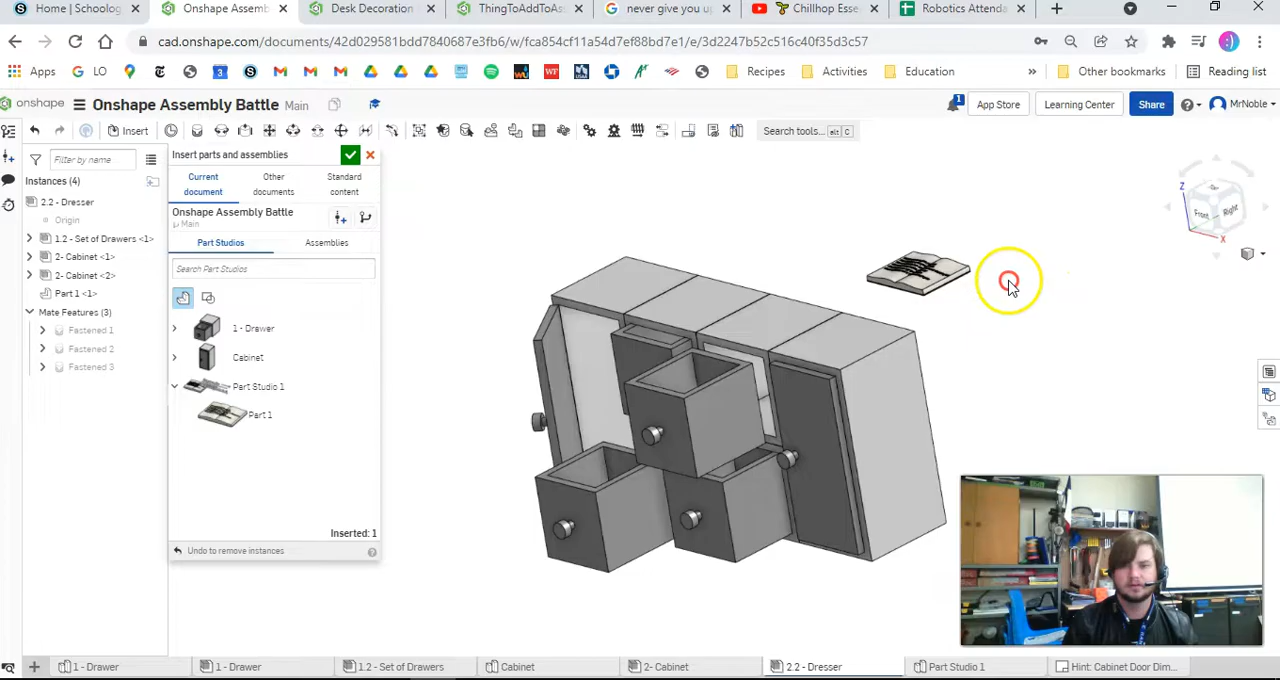 Home | Schoolog
Onshape Assemb
Desk Decoration
ThingToAddToAs
never give you u
Chillhop Esse
Robotics Attenda
cad.onshape.com/documents/42d029581bdd7840687e3fb6/w/fca854cf11a54d7ef88bd7e1/e/3d2247b52c516c40f35d3c57
Apps
LO
Recipes
Activities
Education
»
Other bookmarks
Reading list
onshape
Onshape Assembly Battle
Main
App Store
Learning Center
Share
MrNoble
Insert
Search tools...
alt
C
Filter by name...
Insert parts and assemblies
Instances (4)
2.2 - Dresser
Origin
1.2 - Set of Drawers <1>
2- Cabinet <1>
2- Cabinet <2>
Part 1 <1>
Mate Features (3)
Fastened 1
Fastened 2
Fastened 3
Current document
Other documents
Standard content
Onshape Assembly Battle
Main
Part Studios
Assemblies
Search Part Studios
1 - Drawer
Cabinet
Part Studio 1
Part 1
Inserted: 1
Undo to remove instances
Z
X
Front
Right
1 - Drawer
1 - Drawer
1.2 - Set of Drawers
Cabinet
2- Cabinet
2.2 - Dresser
Part Studio 1
Hint: Cabinet Door Dim...